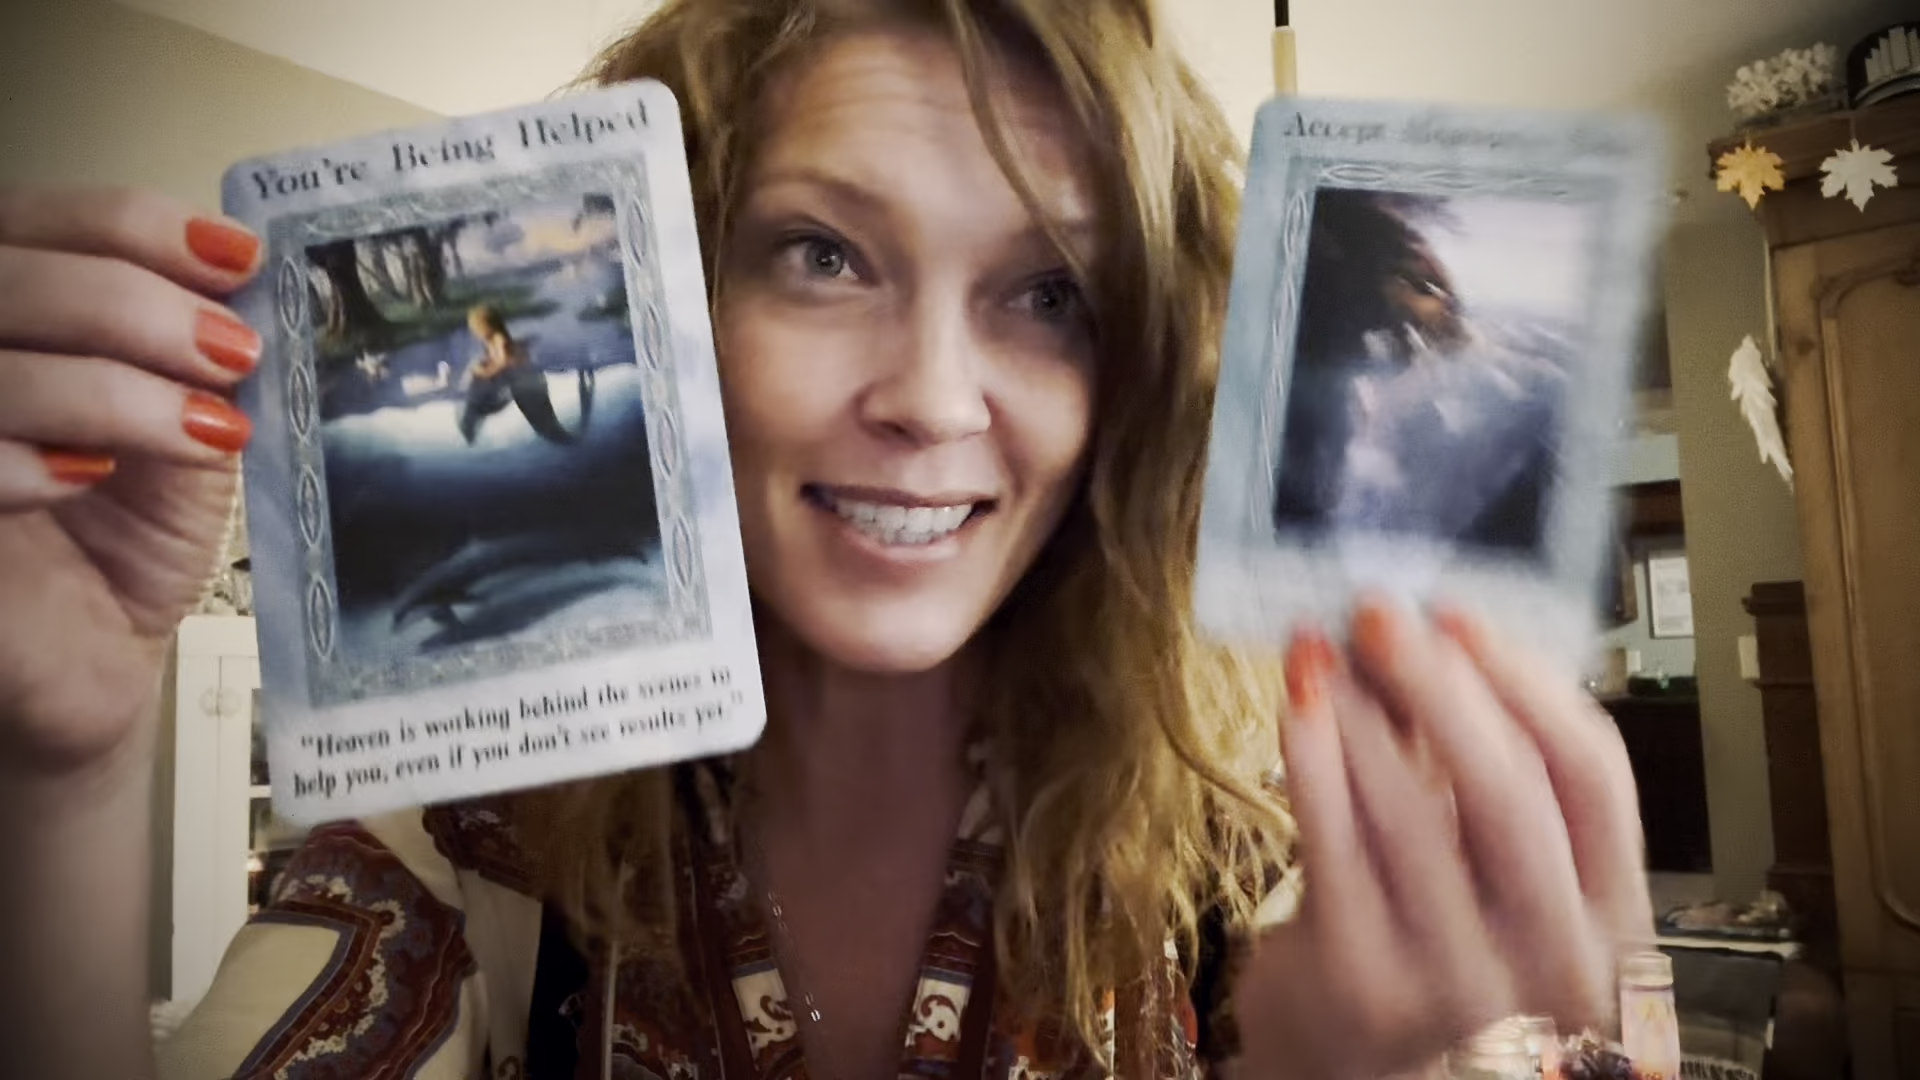 You're Being Helped
"Heaven is working behind the scenes to
help you, even if you don't see results yet."
Accept